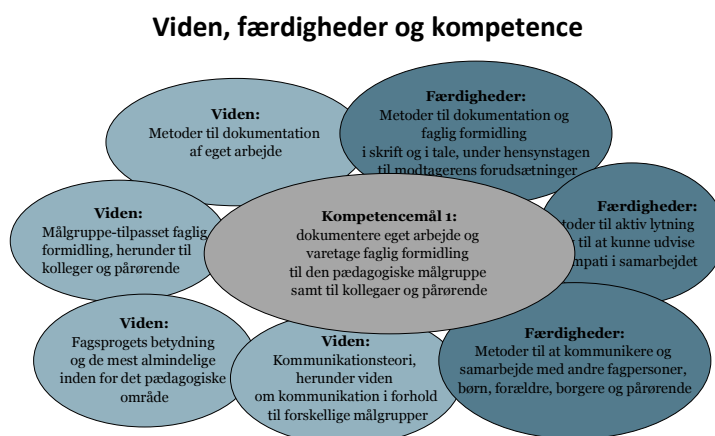 Viden, færdigheder og kompetence
Viden:
Metoder til dokumentation
af eget arbejde
Færdigheder:
Metoder til dokumentation og
faglig formidling
i skrift og i tale, under hensynstagen
til modtagerens forudsætninger
Viden:
Målgruppe-tilpasset faglig
formidling, herunder til
kolleger og pårørende
Kompetencemål 1:
dokumentere eget arbejde og
varetage faglig formidling
til den pædagogiske målgruppe
samt til kollegaer og pårørende
Færdigheder:
til aktiv lytning
til at kunne udvise
i samarbejdet
Viden:
Fagsprogets betydning
og de mest almindelige
inden for det pædagogiske
område
Viden:
Kommunikationsteori,
herunder viden
om kommunikation i forhold
til forskellige målgrupper
Færdigheder:
Metoder til at kommunikere og
samarbejde med andre fagpersoner,
børn, forældre, borgere og pårørende